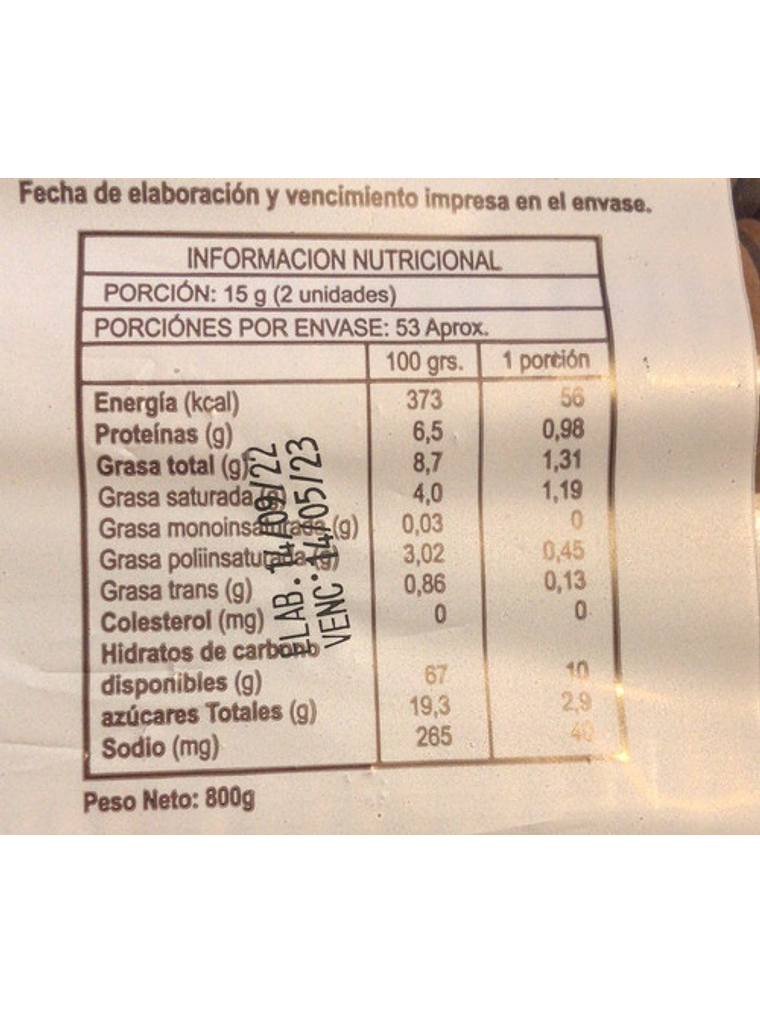 Fecha de elaboración y vencimiento impresa en el envase.
INFORMACION NUTRICIONAL
PORCIÓN: 15 g (2 unidades)
PORCIÓNES POR ENVASE: 53 Aprox.
100 grs. 1 porción
Energía (kcal) 373 56
Proteínas (g) 6,5 0,98
Grasa total (g) 8,7 1,31
Grasa saturada (g) 4,0 1,19
Grasa monoinsaturada (g) 0,03 0
Grasa poliinsaturada (g) 3,02 0,45
Grasa trans (g) 0,86 0,13
Colesterol (mg) 0 0
Hidratos de carbono
disponibles (g) 67 10
azúcares Totales (g) 19,3 2,9
Sodio (mg) 265 40
ELAB. 14/09/22
VENC. 14/05/23
Peso Neto: 800g